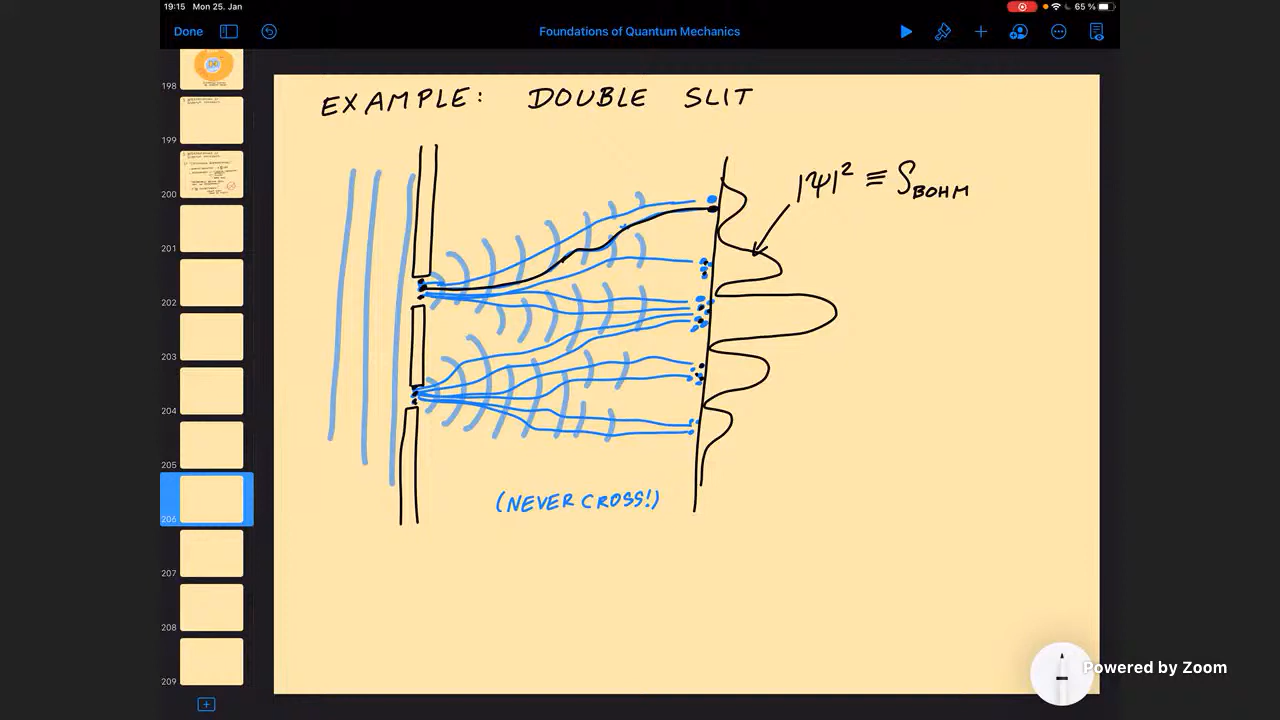 19:15 Mon 25. Jan
65 %
Done
Foundations of Quantum Mechanics
198
199
200
201
202
203
204
205
206
207
208
209
EXAMPLE: DOUBLE SLIT
|ψ|² ≡ ρBOHM
(NEVER CROSS!)
Powered by Zoom